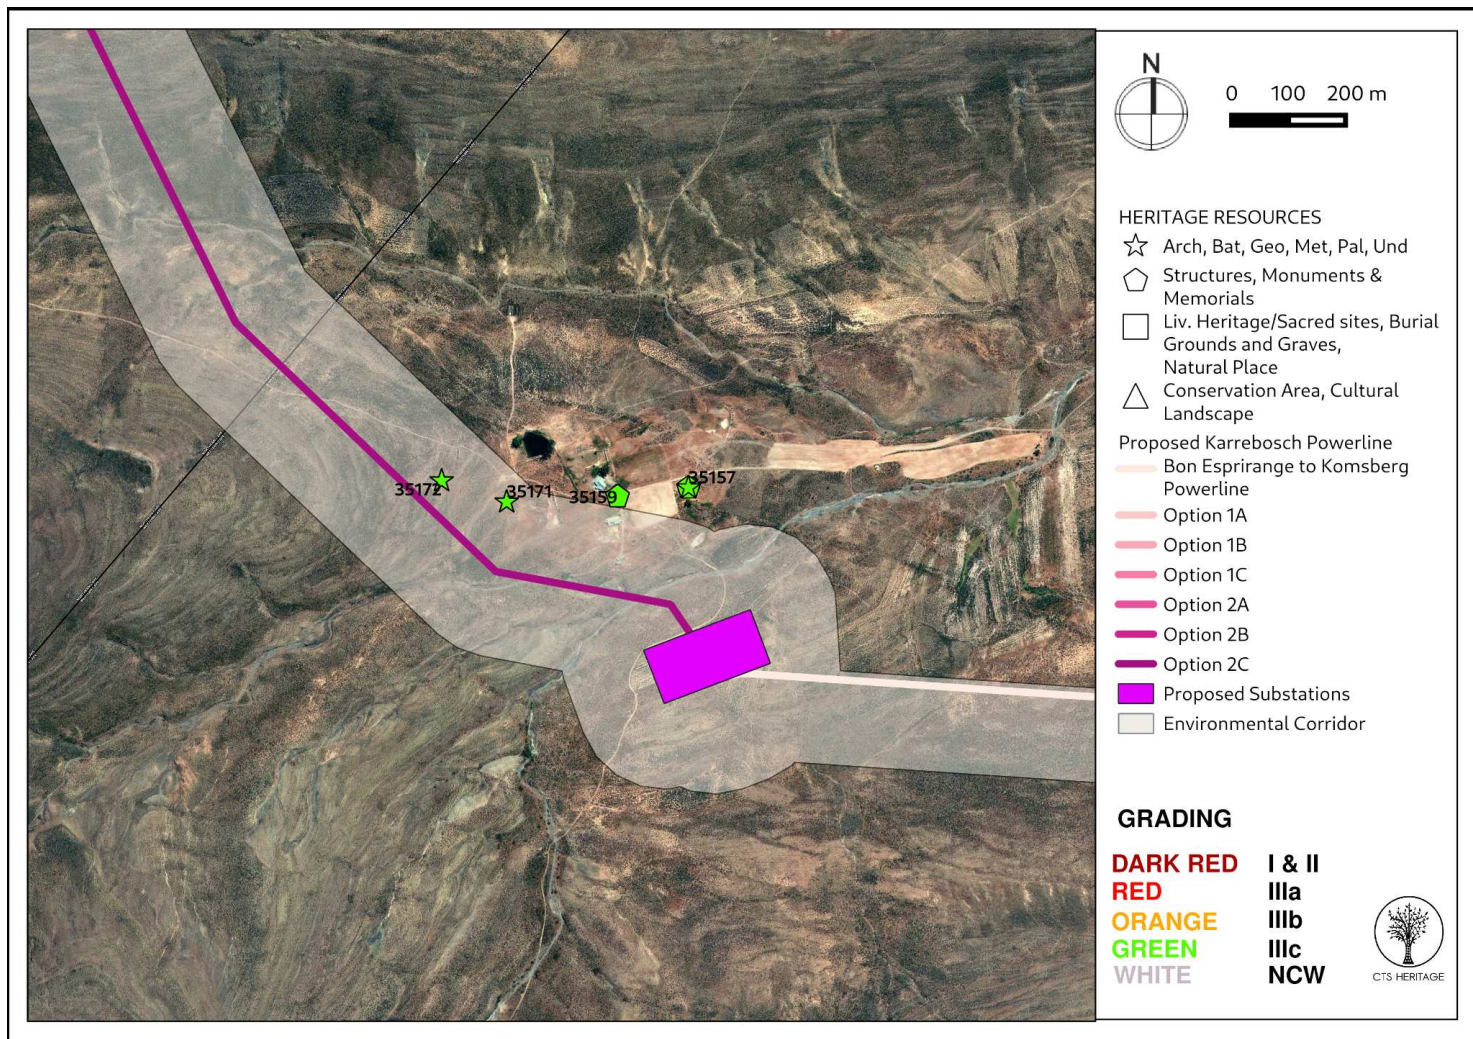 N
0 100 200 m
HERITAGE RESOURCES
Arch, Bat, Geo, Met, Pal, Und
Structures, Monuments &
Memorials
Liv. Heritage/Sacred sites, Burial
Grounds and Graves,
Natural Place
Conservation Area, Cultural
Landscape
Proposed Karrebosch Powerline
Bon Esprirange to Komsberg
Powerline
Option 1A
Option 1B
Option 1C
Option 2A
Option 2B
Option 2C
Proposed Substations
Environmental Corridor
GRADING
DARK RED I & II
RED IIIa
ORANGE IIIb
GREEN IIIc
WHITE NCW
CTS HERITAGE
35172
35171
35159
35157